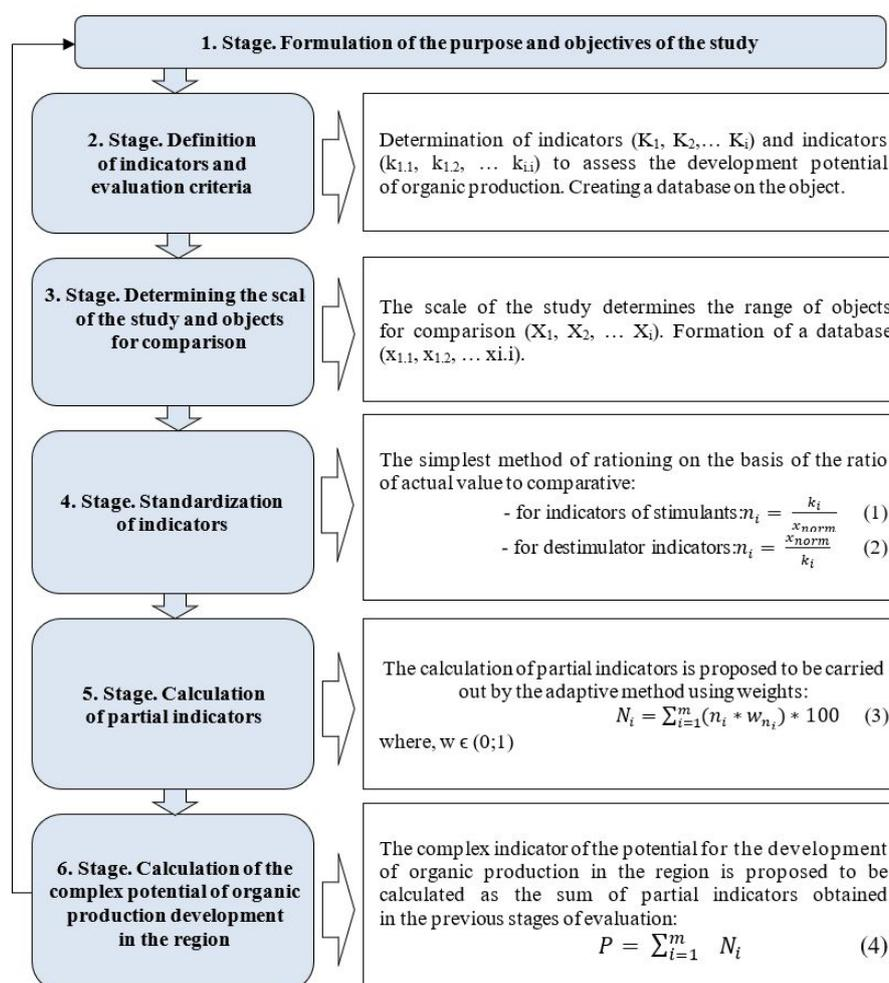 1. Stage. Formulation of the purpose and objectives of the study
2. Stage. Definition
of indicators and
evaluation criteria
Determination of indicators (K₁, K₂,… Kᵢ) and indicators
(k₁.₁, k₁.₂, … kᵢ.ᵢ) to assess the development potential
of organic production. Creating a database on the object.
3. Stage. Determining the scal
of the study and objects
for comparison
The scale of the study determines the range of objects
for comparison (X₁, X₂, … Xᵢ). Formation of a database
(x₁.₁, x₁.₂, … xi.i).
4. Stage. Standardization
of indicators
The simplest method of rationing on the basis of the ratio
of actual value to comparative:
- for indicators of stimulants:nᵢ = kᵢ / x_norm (1)
- for destimulator indicators:nᵢ = x_norm / kᵢ (2)
5. Stage. Calculation
of partial indicators
The calculation of partial indicators is proposed to be carried
out by the adaptive method using weights:
Nᵢ = ∑ᵢ₌₁ᵐ(nᵢ * w_nᵢ) * 100 (3)
where, w ϵ (0;1)
6. Stage. Calculation of the
complex potential of organic
production development
in the region
The complex indicator of the potential for the development
of organic production in the region is proposed to be
calculated as the sum of partial indicators obtained
in the previous stages of evaluation:
P = ∑ᵢ₌₁ᵐ Nᵢ (4)